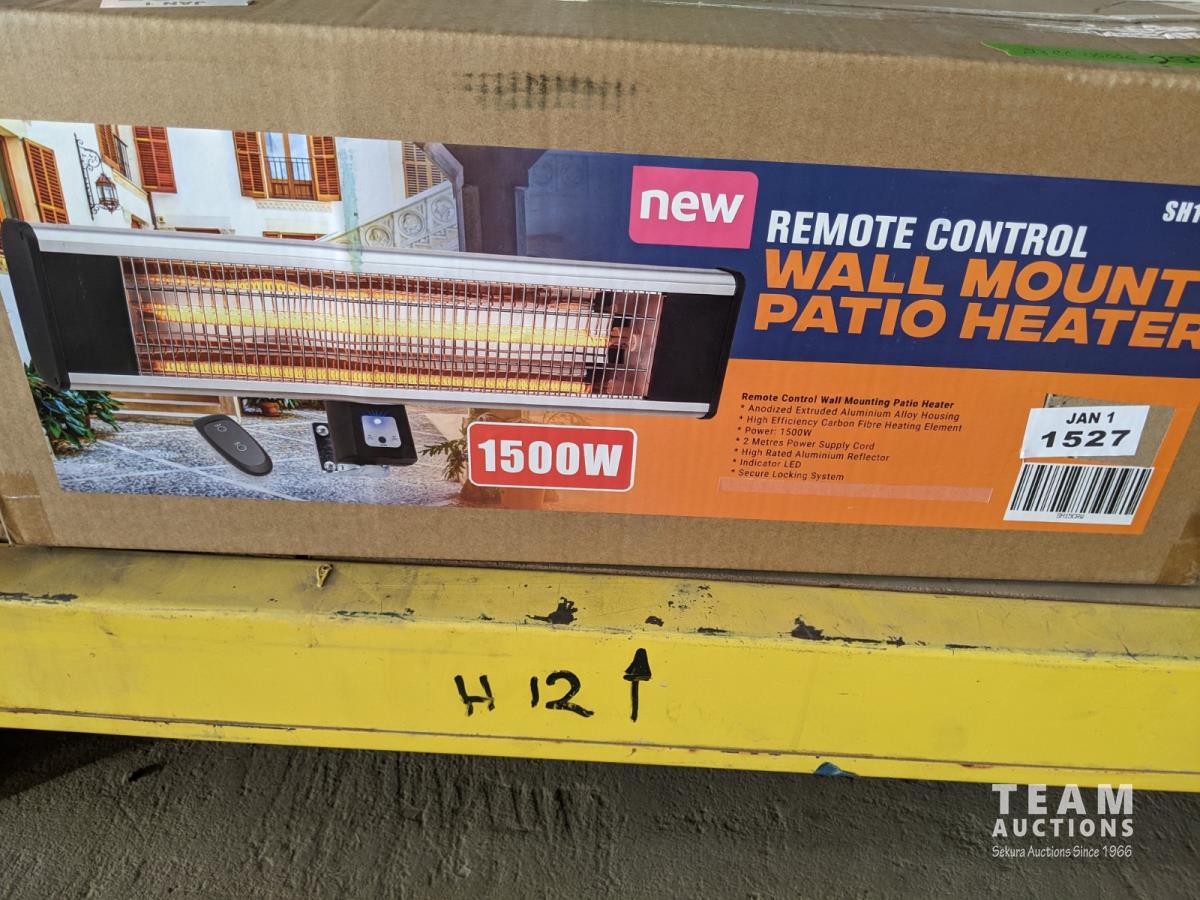 JAN 1
new
REMOTE CONTROL
WALL MOUNT
PATIO HEATER
SH1
1500W
Remote Control Wall Mounting Patio Heater
* Anodized Extruded Aluminium Alloy Housing
* High Efficiency Carbon Fibre Heating Element
* Power: 1500W
* 2 Metres Power Supply Cord
* High Rated Aluminium Reflector
* Indicator LED
* Secure Locking System
JAN 1
1527
H 12
TEAM
AUCTIONS
Sekura Auctions Since 1966